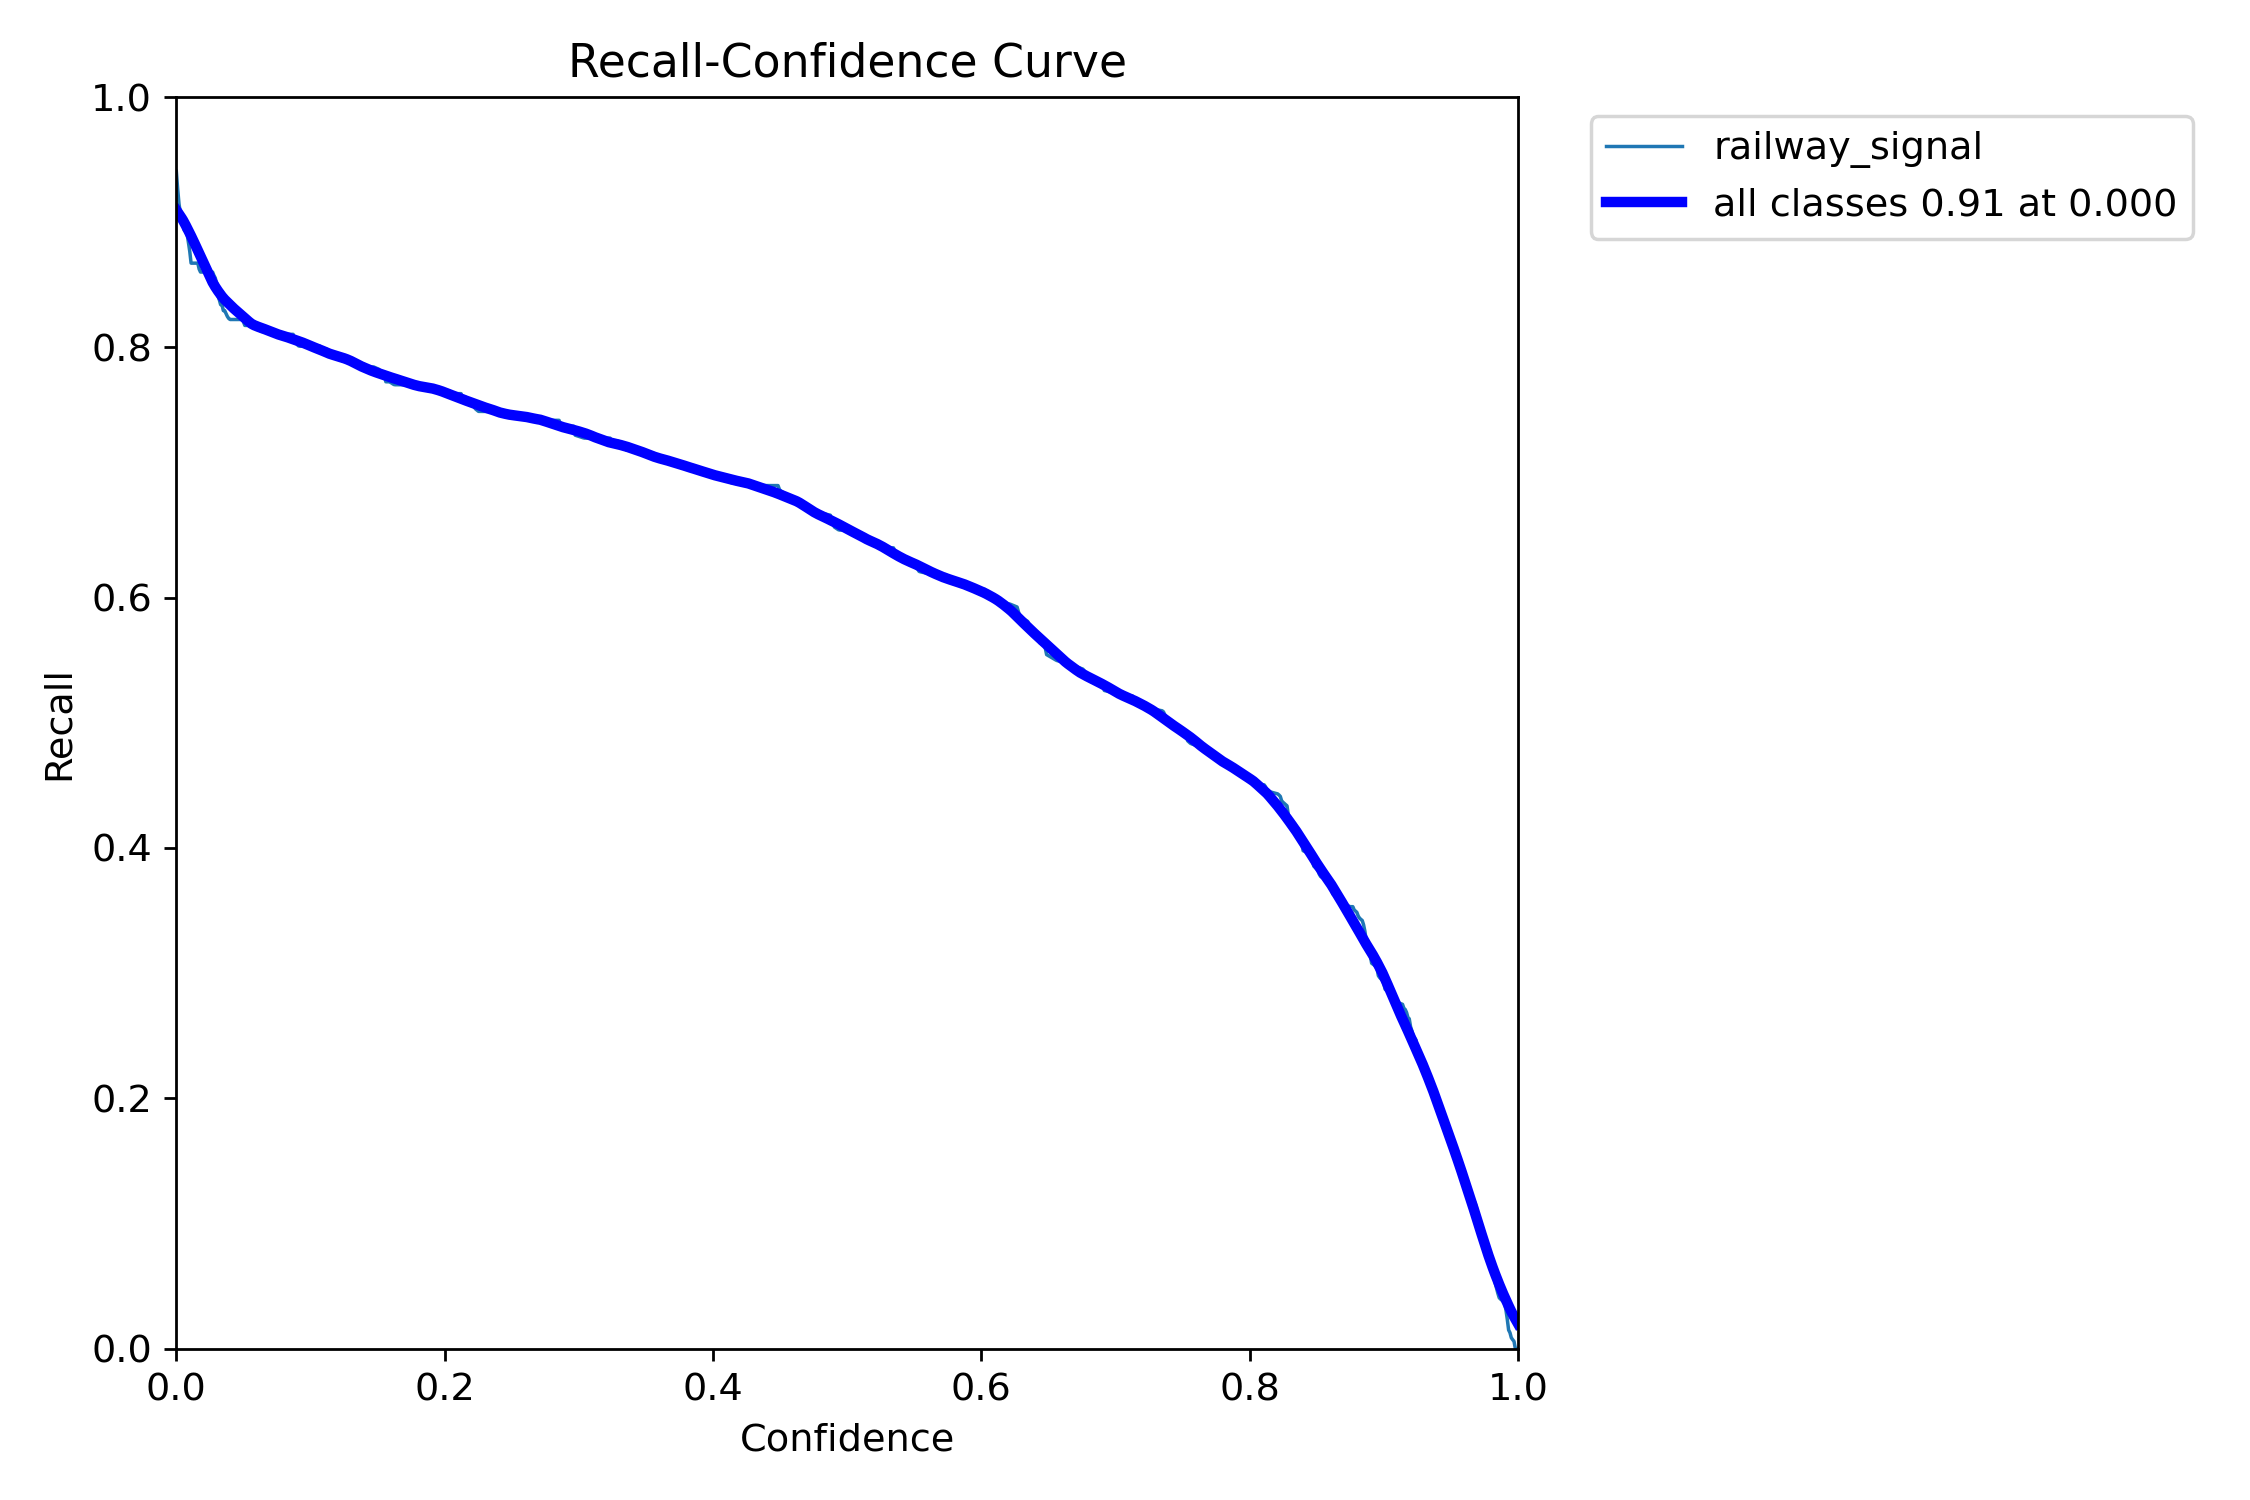 Recall-Confidence Curve
1.0
0.8
0.6
0.4
0.2
0.0
Recall
0.0 0.2 0.4 0.6 0.8 1.0
Confidence
railway_signal
all classes 0.91 at 0.000